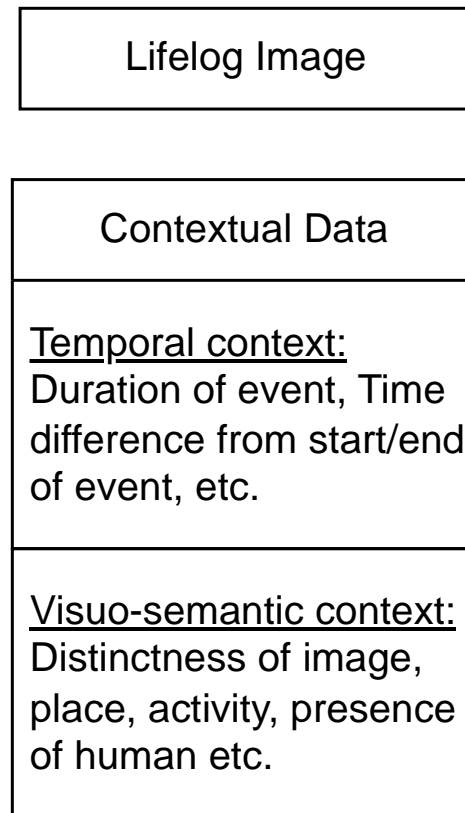 Lifelog Image
Contextual Data
Temporal context:
Duration of event, Time
difference from start/end
of event, etc.
Visuo-semantic context:
Distinctness of image,
place, activity, presence
of human etc.